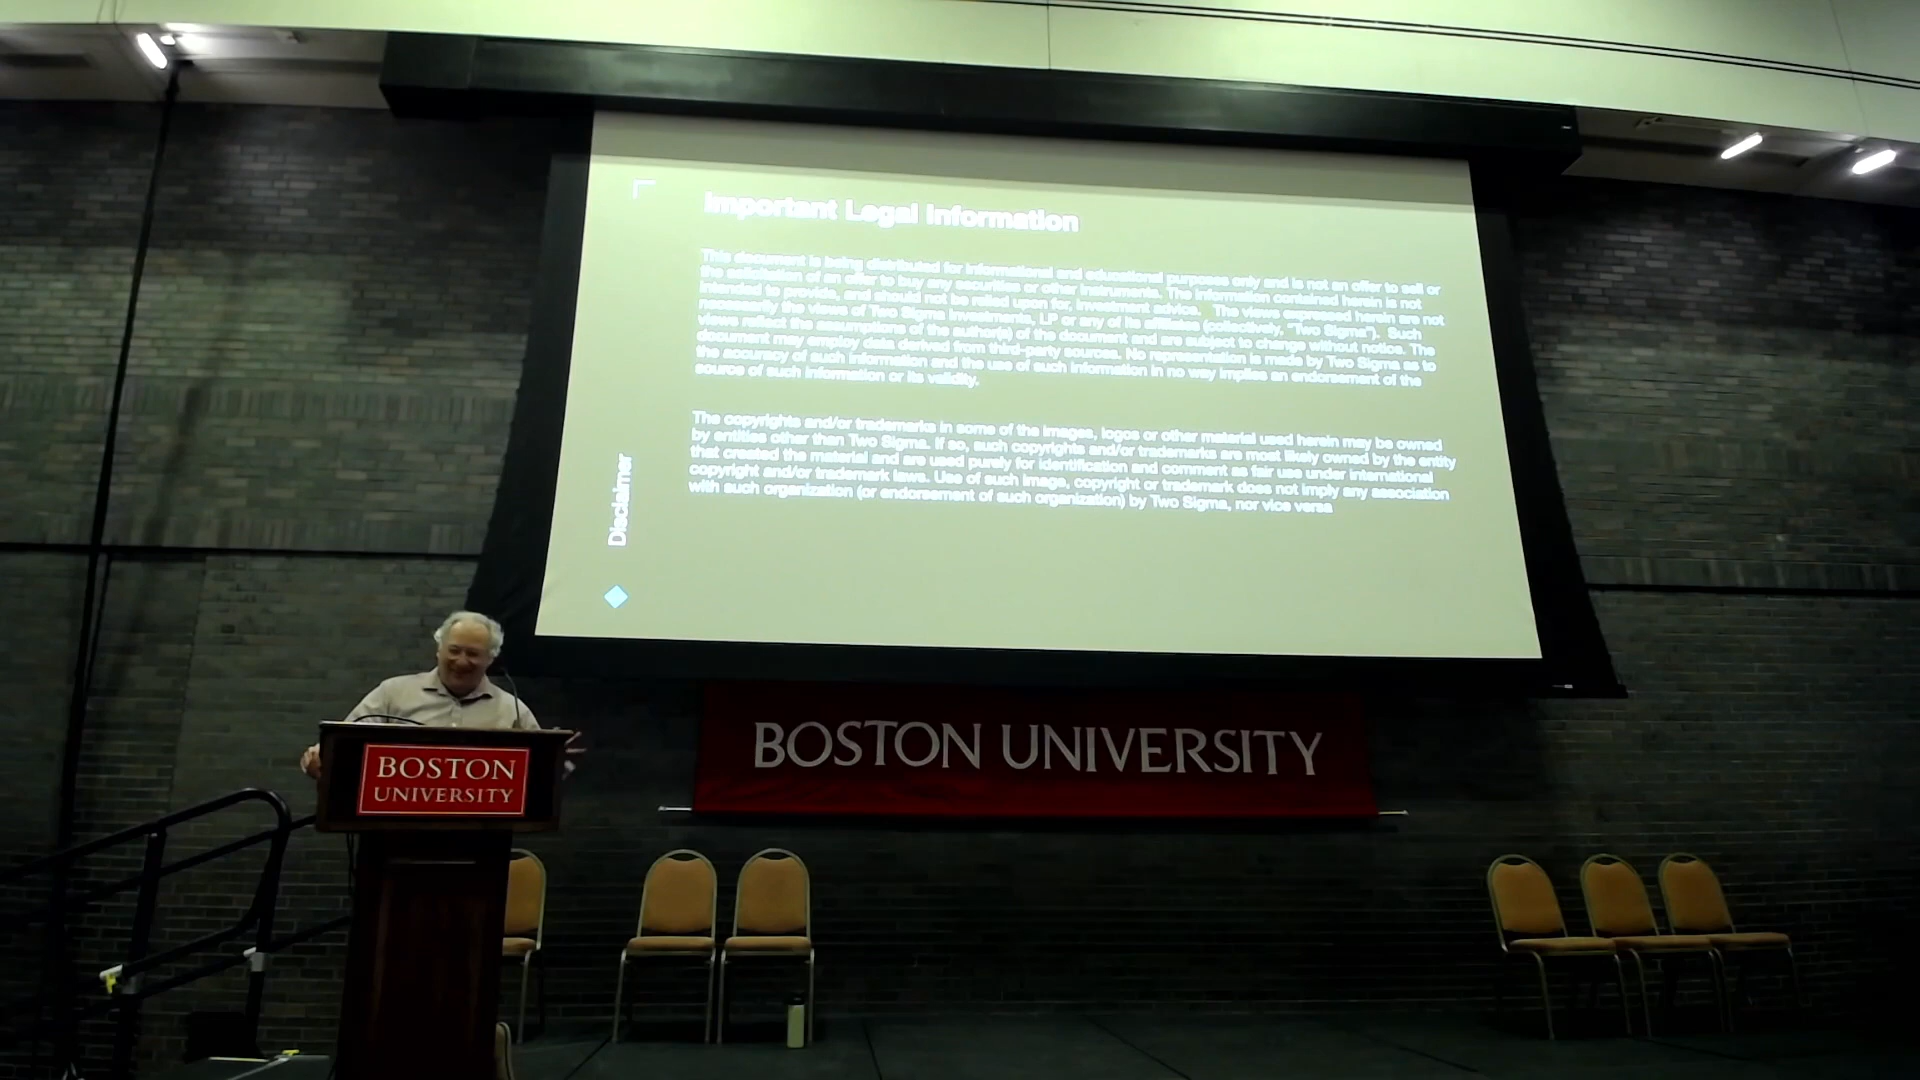 Important Legal Information
This document is being distributed for informational and educational purposes only and is not an offer to sell or
the solicitation of an offer to buy any securities or other instruments. The information contained herein is not
intended to provide, and should not be relied upon for, investment advice. The views expressed herein are not
necessarily the views of Two Sigma Investments, LP or any of its affiliates (collectively, "Two Sigma"). Such
views reflect the assumptions of the author(s) of the document and are subject to change without notice. The
document may employ data derived from third-party sources. No representation is made by Two Sigma as to
the accuracy of such information and the use of such information in no way implies an endorsement of the
source of such information or its validity.
The copyrights and/or trademarks in some of the images, logos or other material used herein may be owned
by entities other than Two Sigma. If so, such copyrights and/or trademarks are most likely owned by the entity
that created the material and are used purely for identification and comment as fair use under international
copyright and/or trademark laws. Use of such image, copyright or trademark does not imply any association
with such organization (or endorsement of such organization) by Two Sigma, nor vice versa
Disclaimer
BOSTON UNIVERSITY
BOSTON
UNIVERSITY